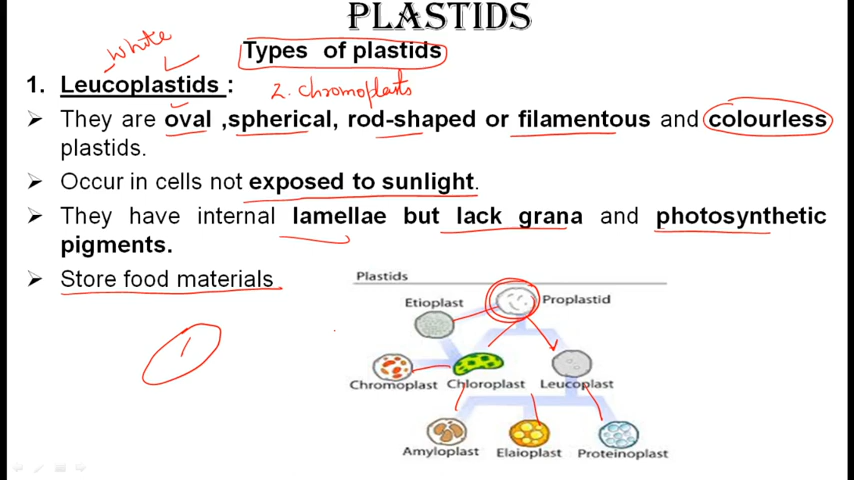 PLASTIDS
white
Types of plastids
1. Leucoplastids :
2. chromoplasts
➢ They are oval ,spherical, rod-shaped or filamentous and colourless
plastids.
➢ Occur in cells not exposed to sunlight.
➢ They have internal lamellae but lack grana and photosynthetic
pigments.
➢ Store food materials
Plastids
Etioplast
Proplastid
Chromoplast Chloroplast Leucoplast
Amyloplast Elaioplast Proteinoplast